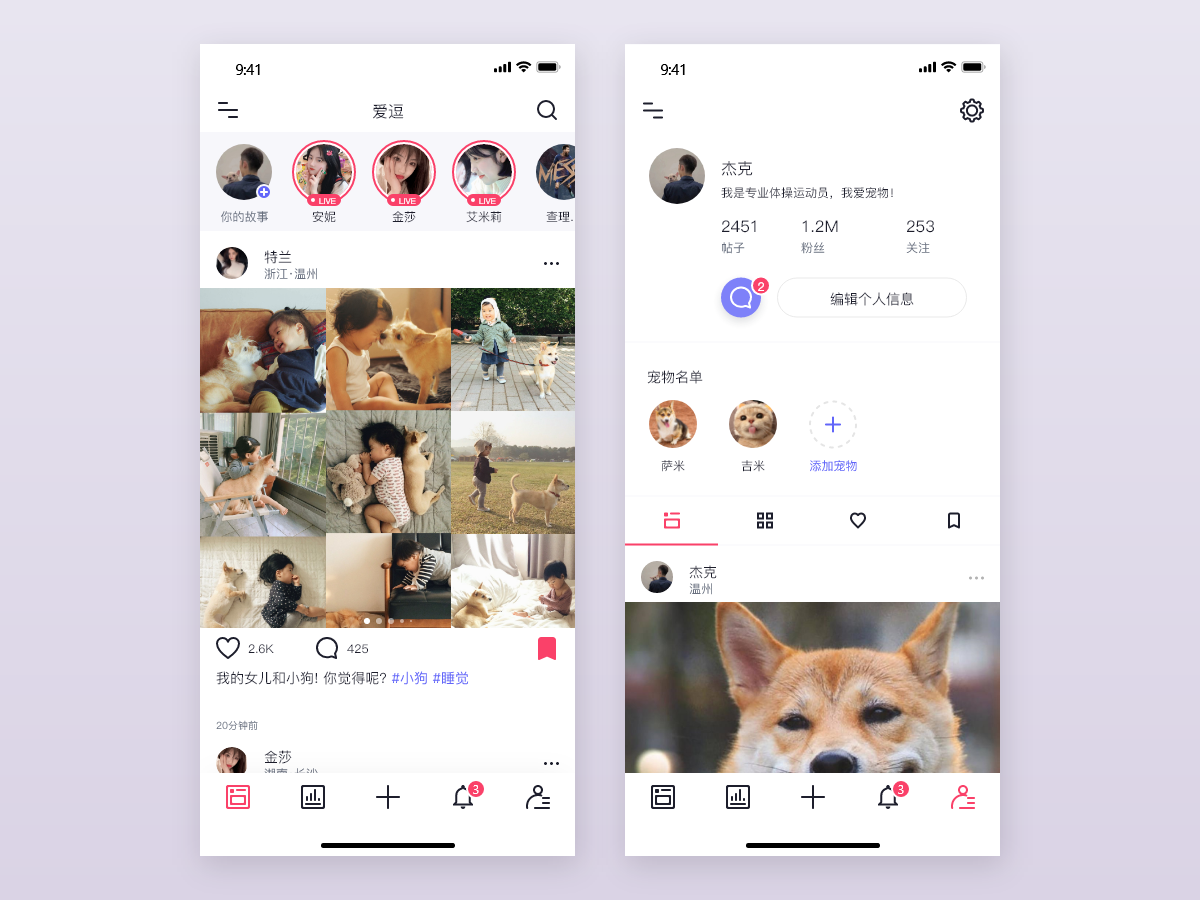 9:41
爱逗
MES
LIVE
LIVE
LIVE
你的故事
安妮
金莎
艾米莉
查理.
特兰
浙江·温州
2.6K
425
我的女儿和小狗! 你觉得呢? #小狗 #睡觉
20分钟前
金莎
3
9:41
杰克
我是专业体操运动员，我爱宠物!
2451
1.2M
253
帖子
粉丝
关注
2
编辑个人信息
宠物名单
萨米
吉米
添加宠物
杰克
温州
3